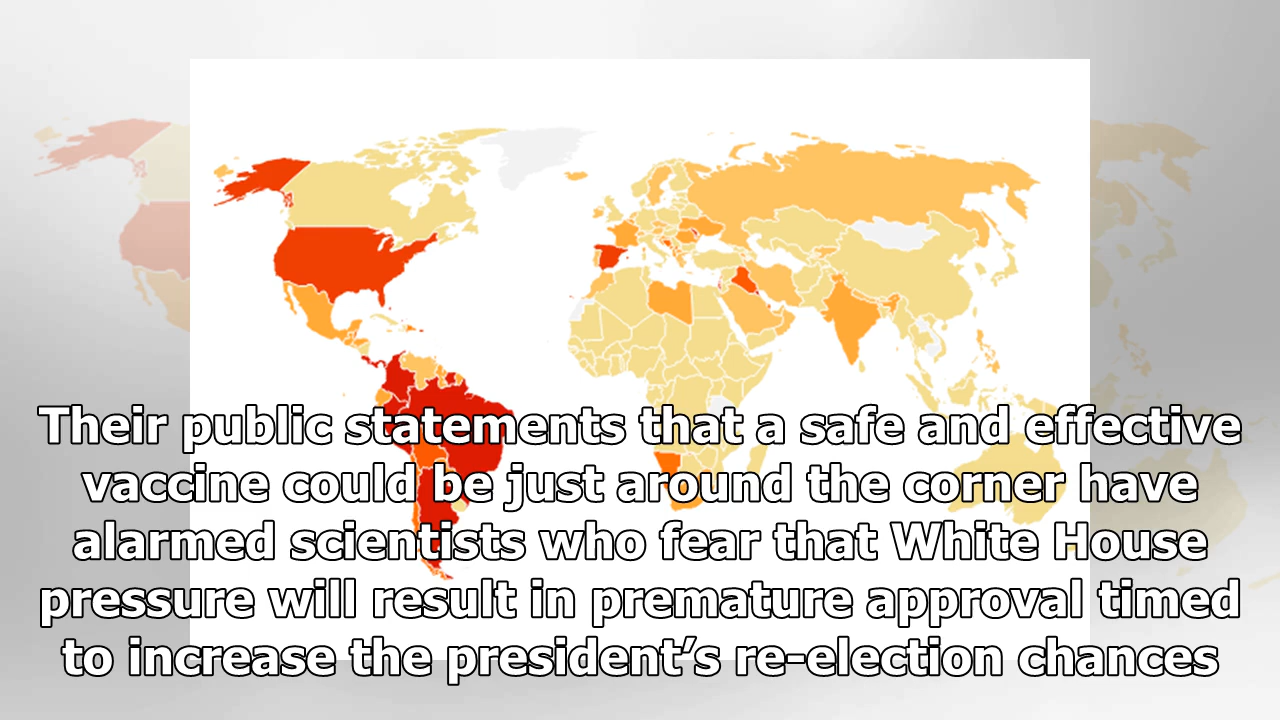 Their public statements that a safe and effective
vaccine could be just around the corner have
alarmed scientists who fear that White House
pressure will result in premature approval timed
to increase the president’s re-election chances